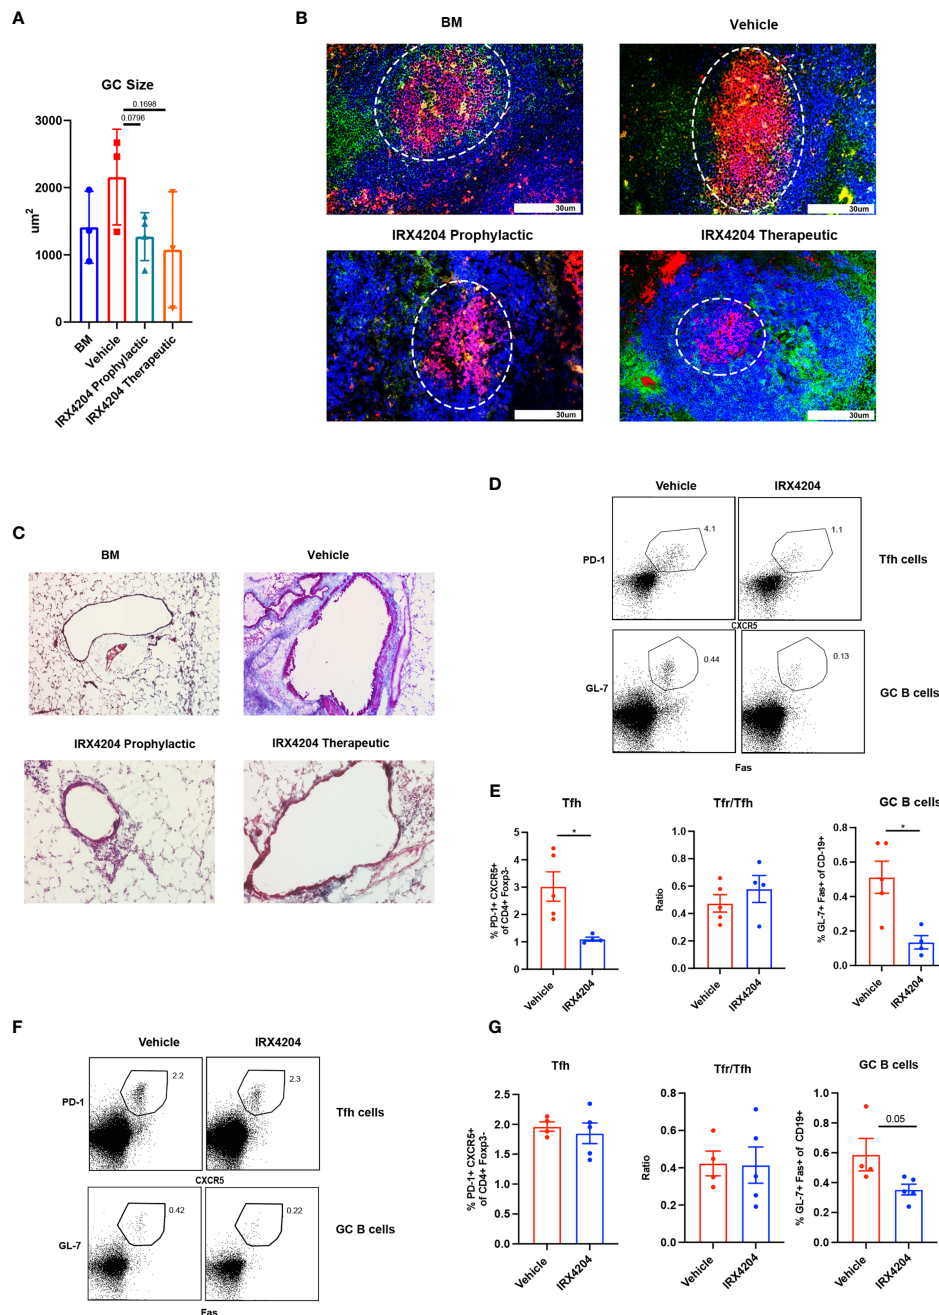 A
GC Size
0.1698
0.0796
3000
2000
1000
0
um2
BM
Vehicle
IRX4204 Prophylactic
IRX4204 Therapeutic
B
BM
Vehicle
30um
30um
IRX4204 Prophylactic
IRX4204 Therapeutic
30um
30um
C
BM
Vehicle
IRX4204 Prophylactic
IRX4204 Therapeutic
D
Vehicle
IRX4204
PD-1
4.1
1.1
Tfh cells
CXCR5
GL-7
0.44
0.13
GC B cells
Fas
E
Tfh
*
5
4
3
2
1
0
% PD-1+ CXCR5+
of CD4+ Foxp3-
Vehicle
IRX4204
Tfr/Tfh
1.0
0.8
0.6
0.4
0.2
0.0
Ratio
Vehicle
IRX4204
GC B cells
*
0.8
0.6
0.4
0.2
0.0
% GL-7+ Fas+ of CD-19+
Vehicle
IRX4204
F
Vehicle
IRX4204
PD-1
2.2
2.3
Tfh cells
CXCR5
GL-7
0.42
0.22
GC B cells
Fas
G
Tfh
2.5
2.0
1.5
1.0
0.5
0.0
% PD-1+ CXCR5+
of CD4+ Foxp3-
Vehicle
IRX4204
Tfr/Tfh
0.8
0.6
0.4
0.2
0.0
Ratio
Vehicle
IRX4204
GC B cells
0.05
1.0
0.8
0.6
0.4
0.2
0.0
% GL-7+ Fas+ of CD19+
Vehicle
IRX4204